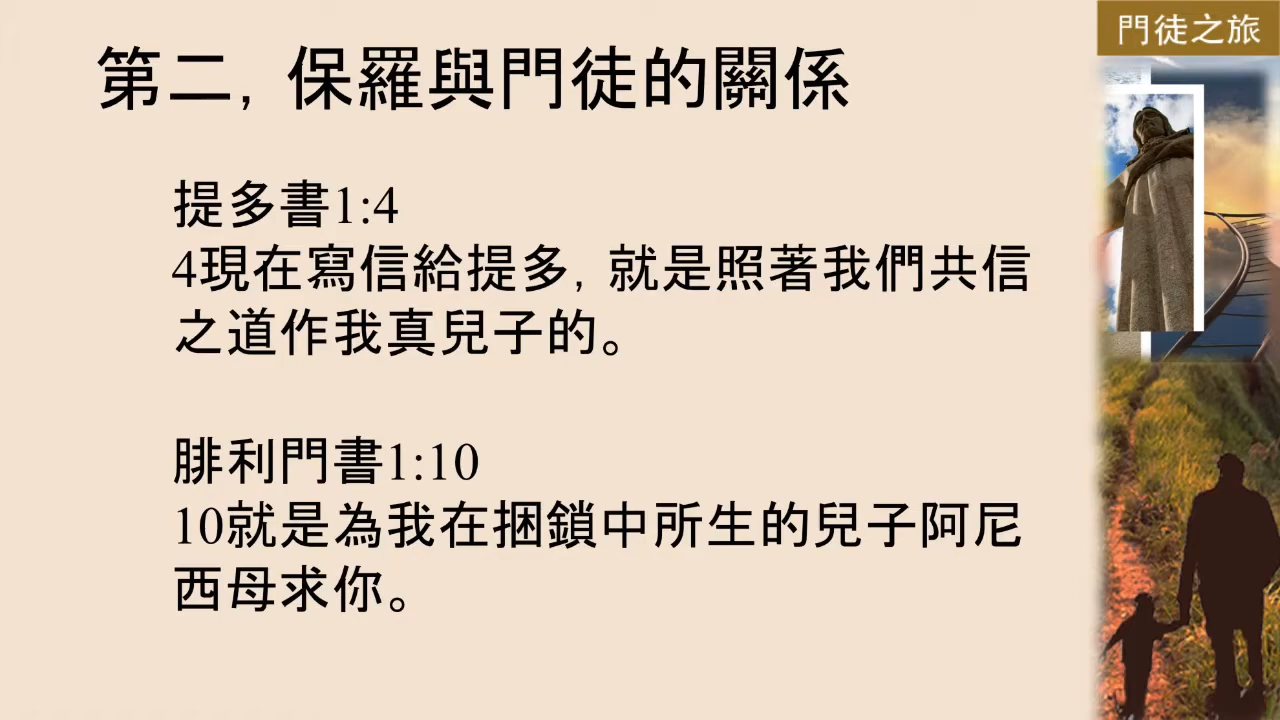 門徒之旅
第二，保羅與門徒的關係
提多書1:4
4現在寫信給提多，就是照著我們共信
之道作我真兒子的。
腓利門書1:10
10就是為我在捆鎖中所生的兒子阿尼
西母求你。